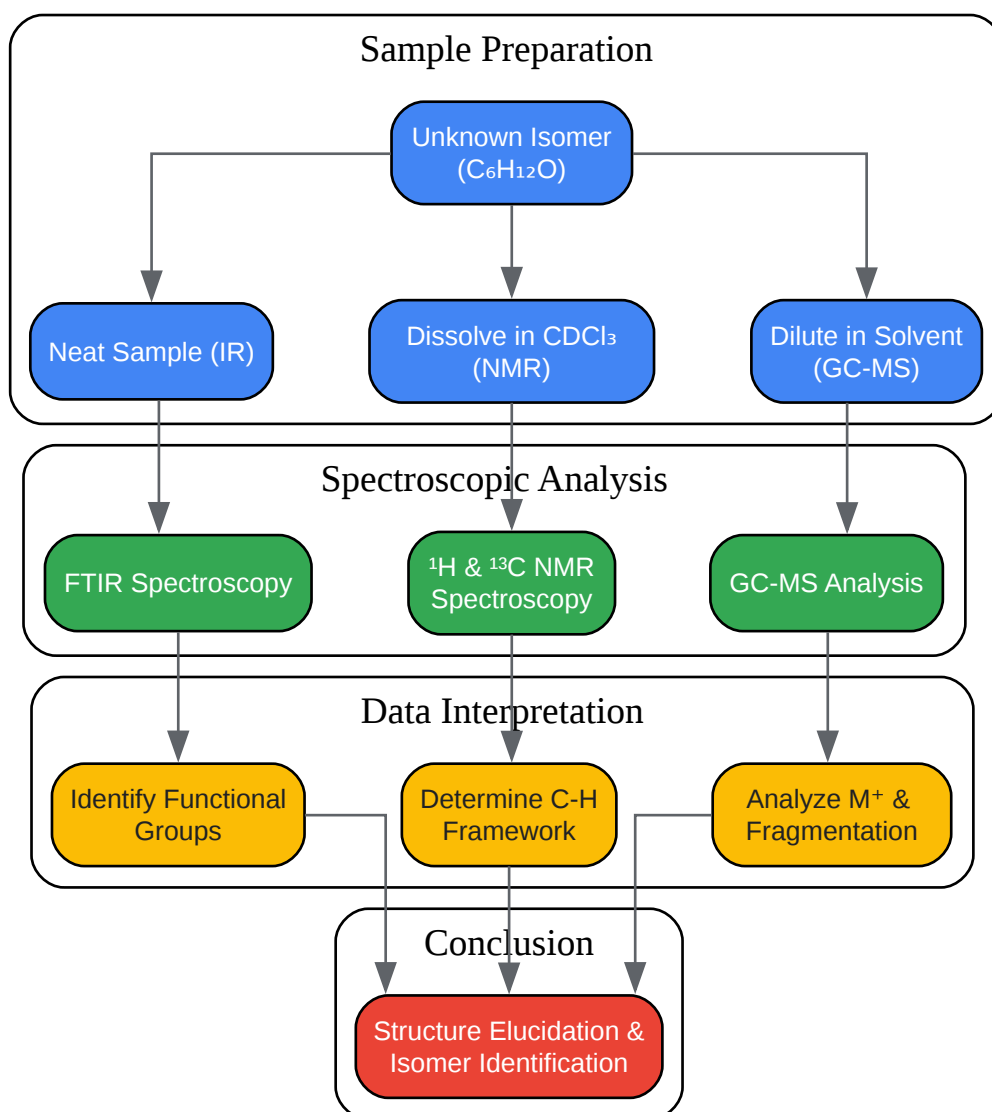 Sample Preparation
Unknown Isomer
(C₆H₁₂O)
Neat Sample (IR)
Dissolve in CDCl₃
(NMR)
Dilute in Solvent
(GC-MS)
Spectroscopic Analysis
FTIR Spectroscopy
¹H & ¹³C NMR
Spectroscopy
GC-MS Analysis
Data Interpretation
Identify Functional
Groups
Determine C-H
Framework
Analyze M⁺ &
Fragmentation
Conclusion
Structure Elucidation &
Isomer Identification